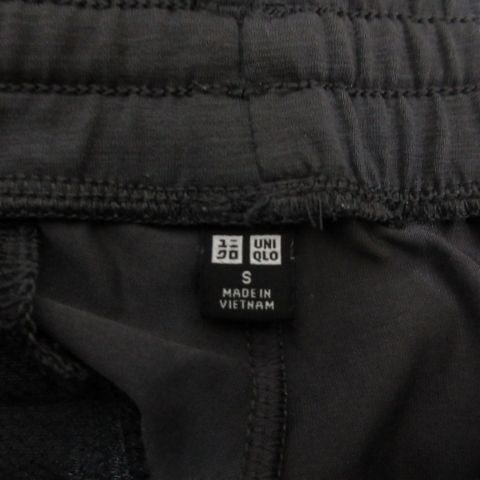 ユニ UNI
クロ QLO
S
MADE IN
VIETNAM